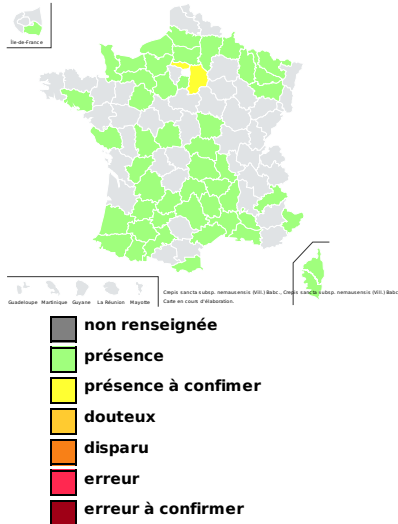 Île-de-France
Guadeloupe Martinique Guyane La Réunion Mayotte
Crepis sancta subsp. nemausensis (Vill.) Babc., Crepis sancta subsp. nemausensis (Vill.) Babc
Carte en cours d'élaboration.
non renseignée
présence
présence à confimer
douteux
disparu
erreur
erreur à confirmer